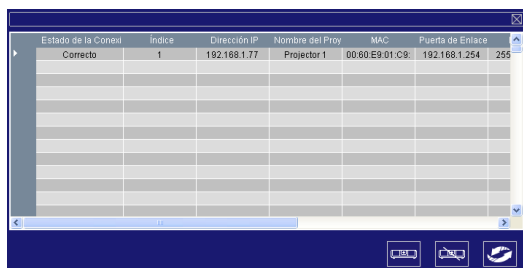 Estado de la Conexi Índice Dirección IP Nombre del Proy MAC Puerta de Enlace
Correcto 1 192.168.1.77 Projector 1 00:60:E9:01:C9: 192.168.1.254 255